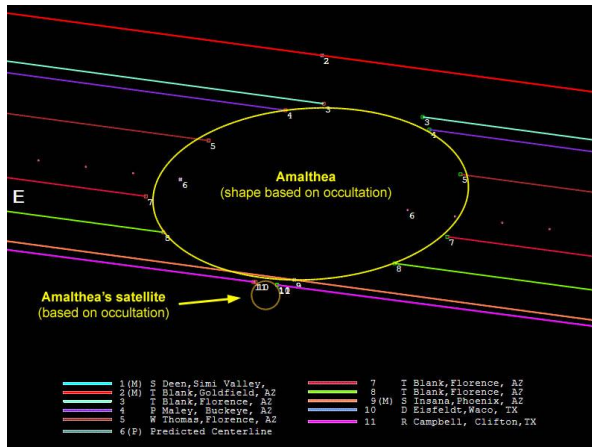 2
3
4
3
4
5
Amalthea
(shape based on occultation)
5
6
E
7
6
7
8
8
9
10
Amalthea's satellite
(based on occultation)
1(M) S Deen,Simi Valley,
2(M) T Blank,Goldfield, AZ
3 T Blank,Florence, AZ
4 P Maley, Buckeye, AZ
5 W Thomas,Florence, AZ
6(P) Predicted Centerline
7 T Blank,Florence, AZ
8 T Blank,Florence, AZ
9(M) S Insana,Phoenix, AZ
10 D Eisfeldt,Waco, TX
11 R Campbell, Clifton,TX